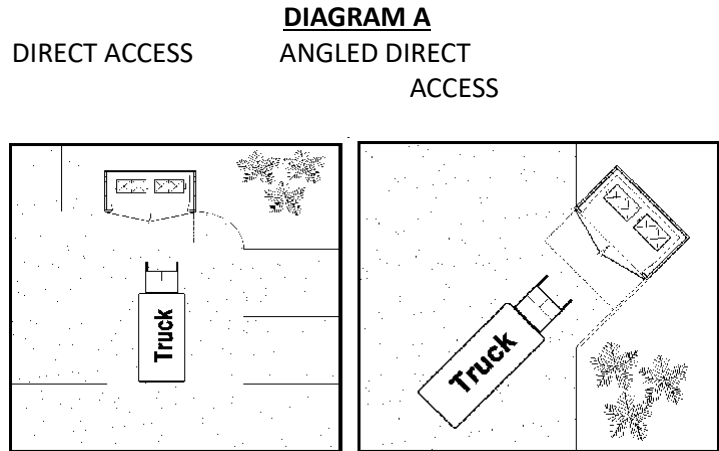 DIAGRAM A
DIRECT ACCESS ANGLED DIRECT
ACCESS
Truck
Truck